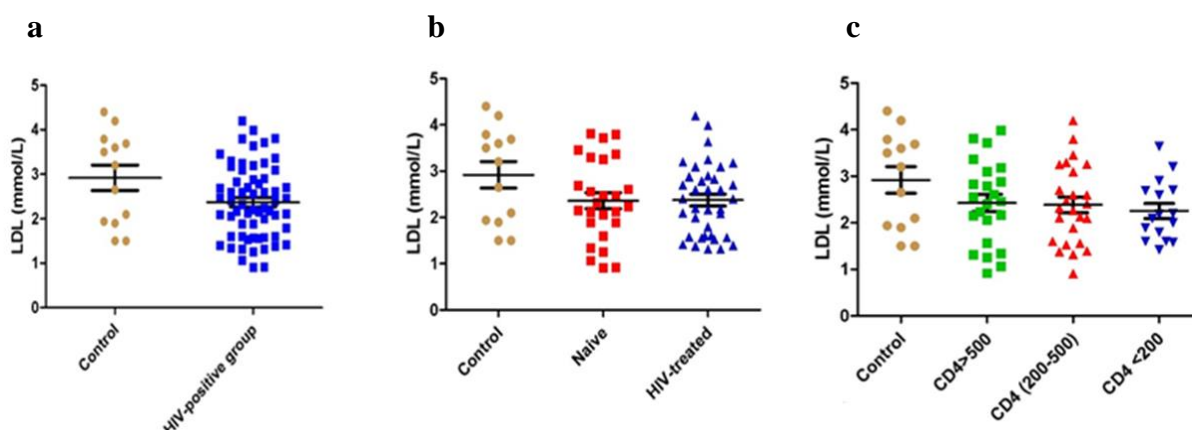 a
b
c
5
4
3
2
1
0
LDL (mmol/L)
Control
HIV-positive group
5
4
3
2
1
0
LDL (mmol/L)
Control
Naive
HIV-treated
5
4
3
2
1
0
LDL (mmol/L)
Control
CD4>500
CD4 (200-500)
CD4 <200